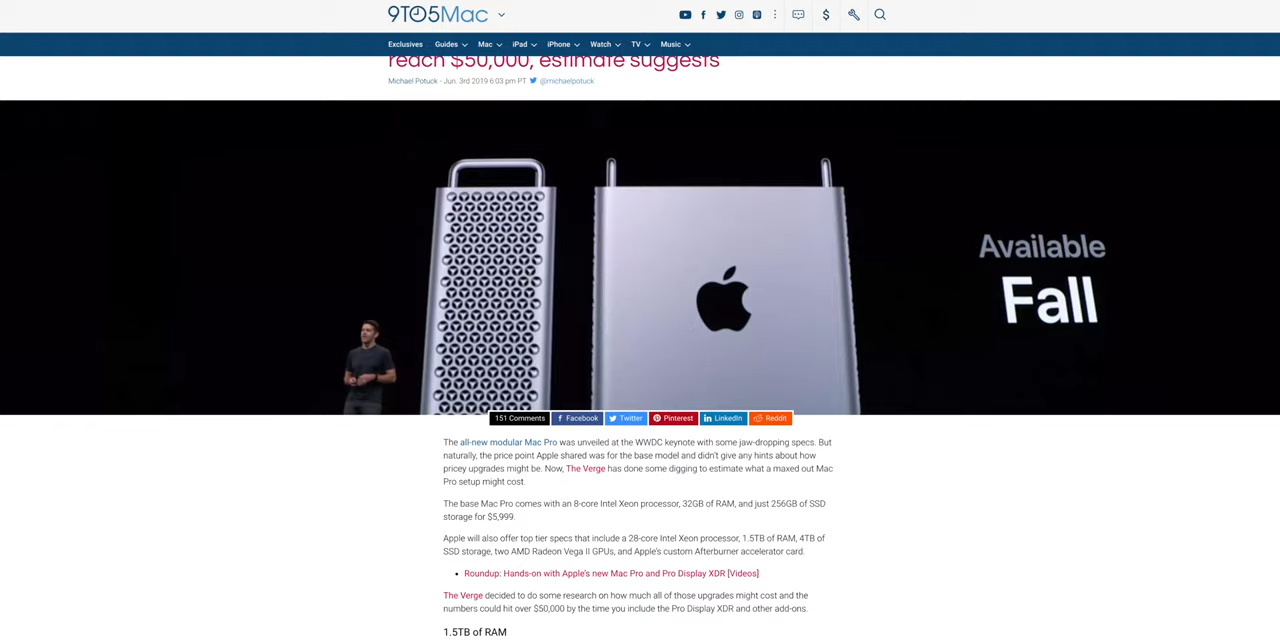 9TO5Mac
Exclusives Guides Mac iPad iPhone Watch TV Music
reach $50,000, estimate suggests
Michael Potuck - Jun. 3rd 2019 6:03 pm PT @michaelpotuck
Available
Fall
151 Comments Facebook Twitter Pinterest LinkedIn Reddit
The all-new modular Mac Pro was unveiled at the WWDC keynote with some jaw-dropping specs. But
naturally, the price point Apple shared was for the base model and didn't give any hints about how
pricey upgrades might be. Now, The Verge has done some digging to estimate what a maxed out Mac
Pro setup might cost.
The base Mac Pro comes with an 8-core Intel Xeon processor, 32GB of RAM, and just 256GB of SSD
storage for $5,999.
Apple will also offer top tier specs that include a 28-core Intel Xeon processor, 1.5TB of RAM, 4TB of
SSD storage, two AMD Radeon Vega II GPUs, and Apple's custom Afterburner accelerator card.
• Roundup: Hands-on with Apple's new Mac Pro and Pro Display XDR [Videos]
The Verge decided to do some research on how much all of those upgrades might cost and the
numbers could hit over $50,000 by the time you include the Pro Display XDR and other add-ons.
1.5TB of RAM